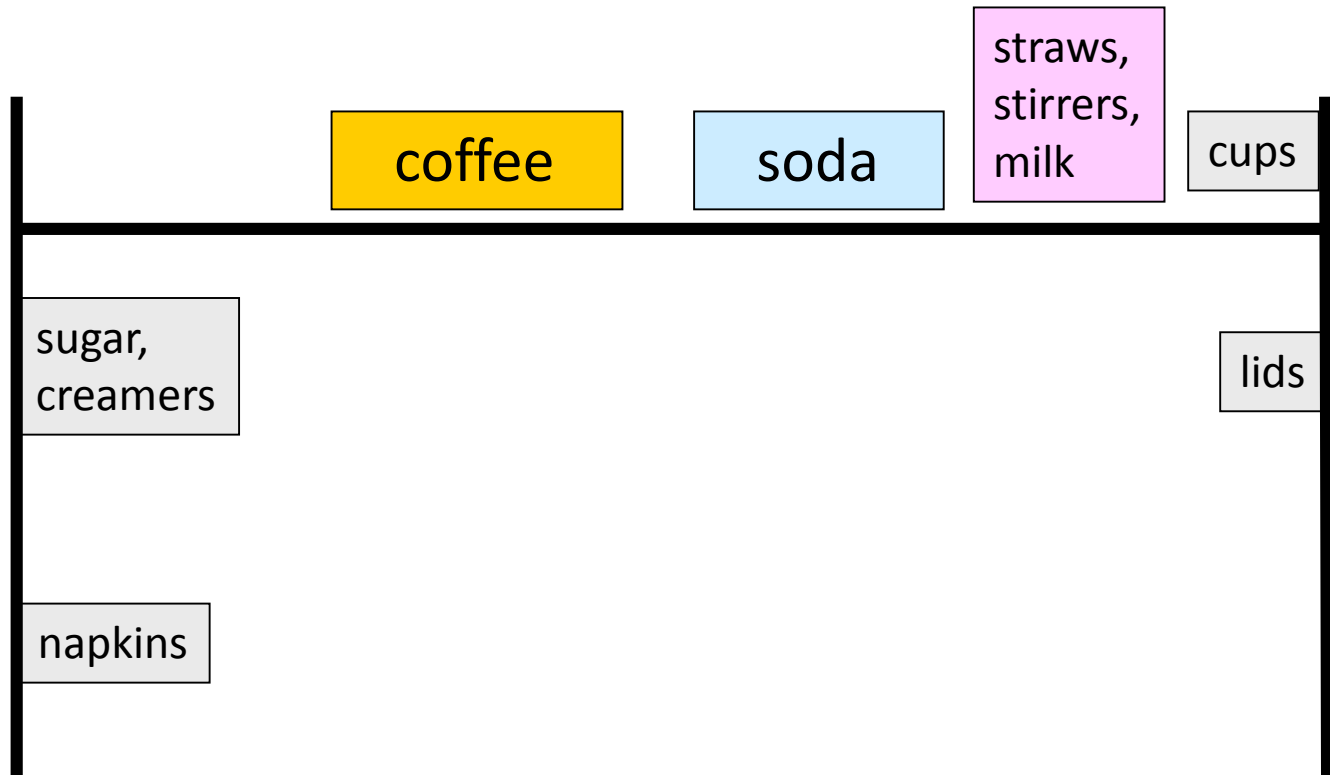 coffee
soda
straws,
stirrers,
milk
cups
sugar,
creamers
lids
napkins